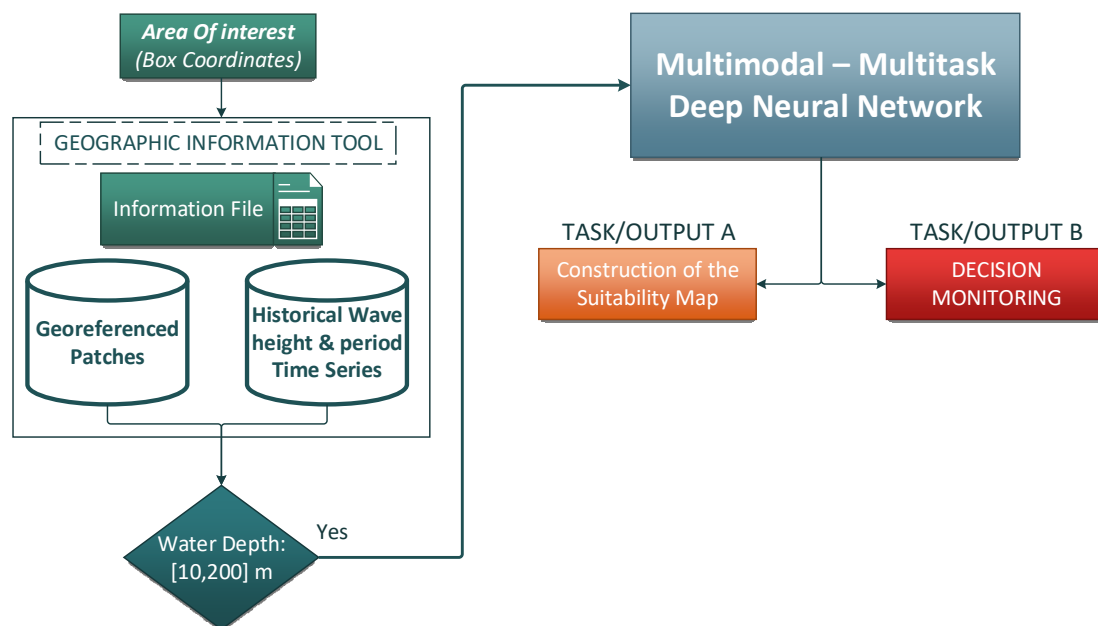 Area Of interest
(Box Coordinates)
GEOGRAPHIC INFORMATION TOOL
Information File
Georeferenced
Patches
Historical Wave
height & period
Time Series
Water Depth:
[10,200] m
Yes
Multimodal – Multitask
Deep Neural Network
TASK/OUTPUT A
Construction of the
Suitability Map
TASK/OUTPUT B
DECISION
MONITORING